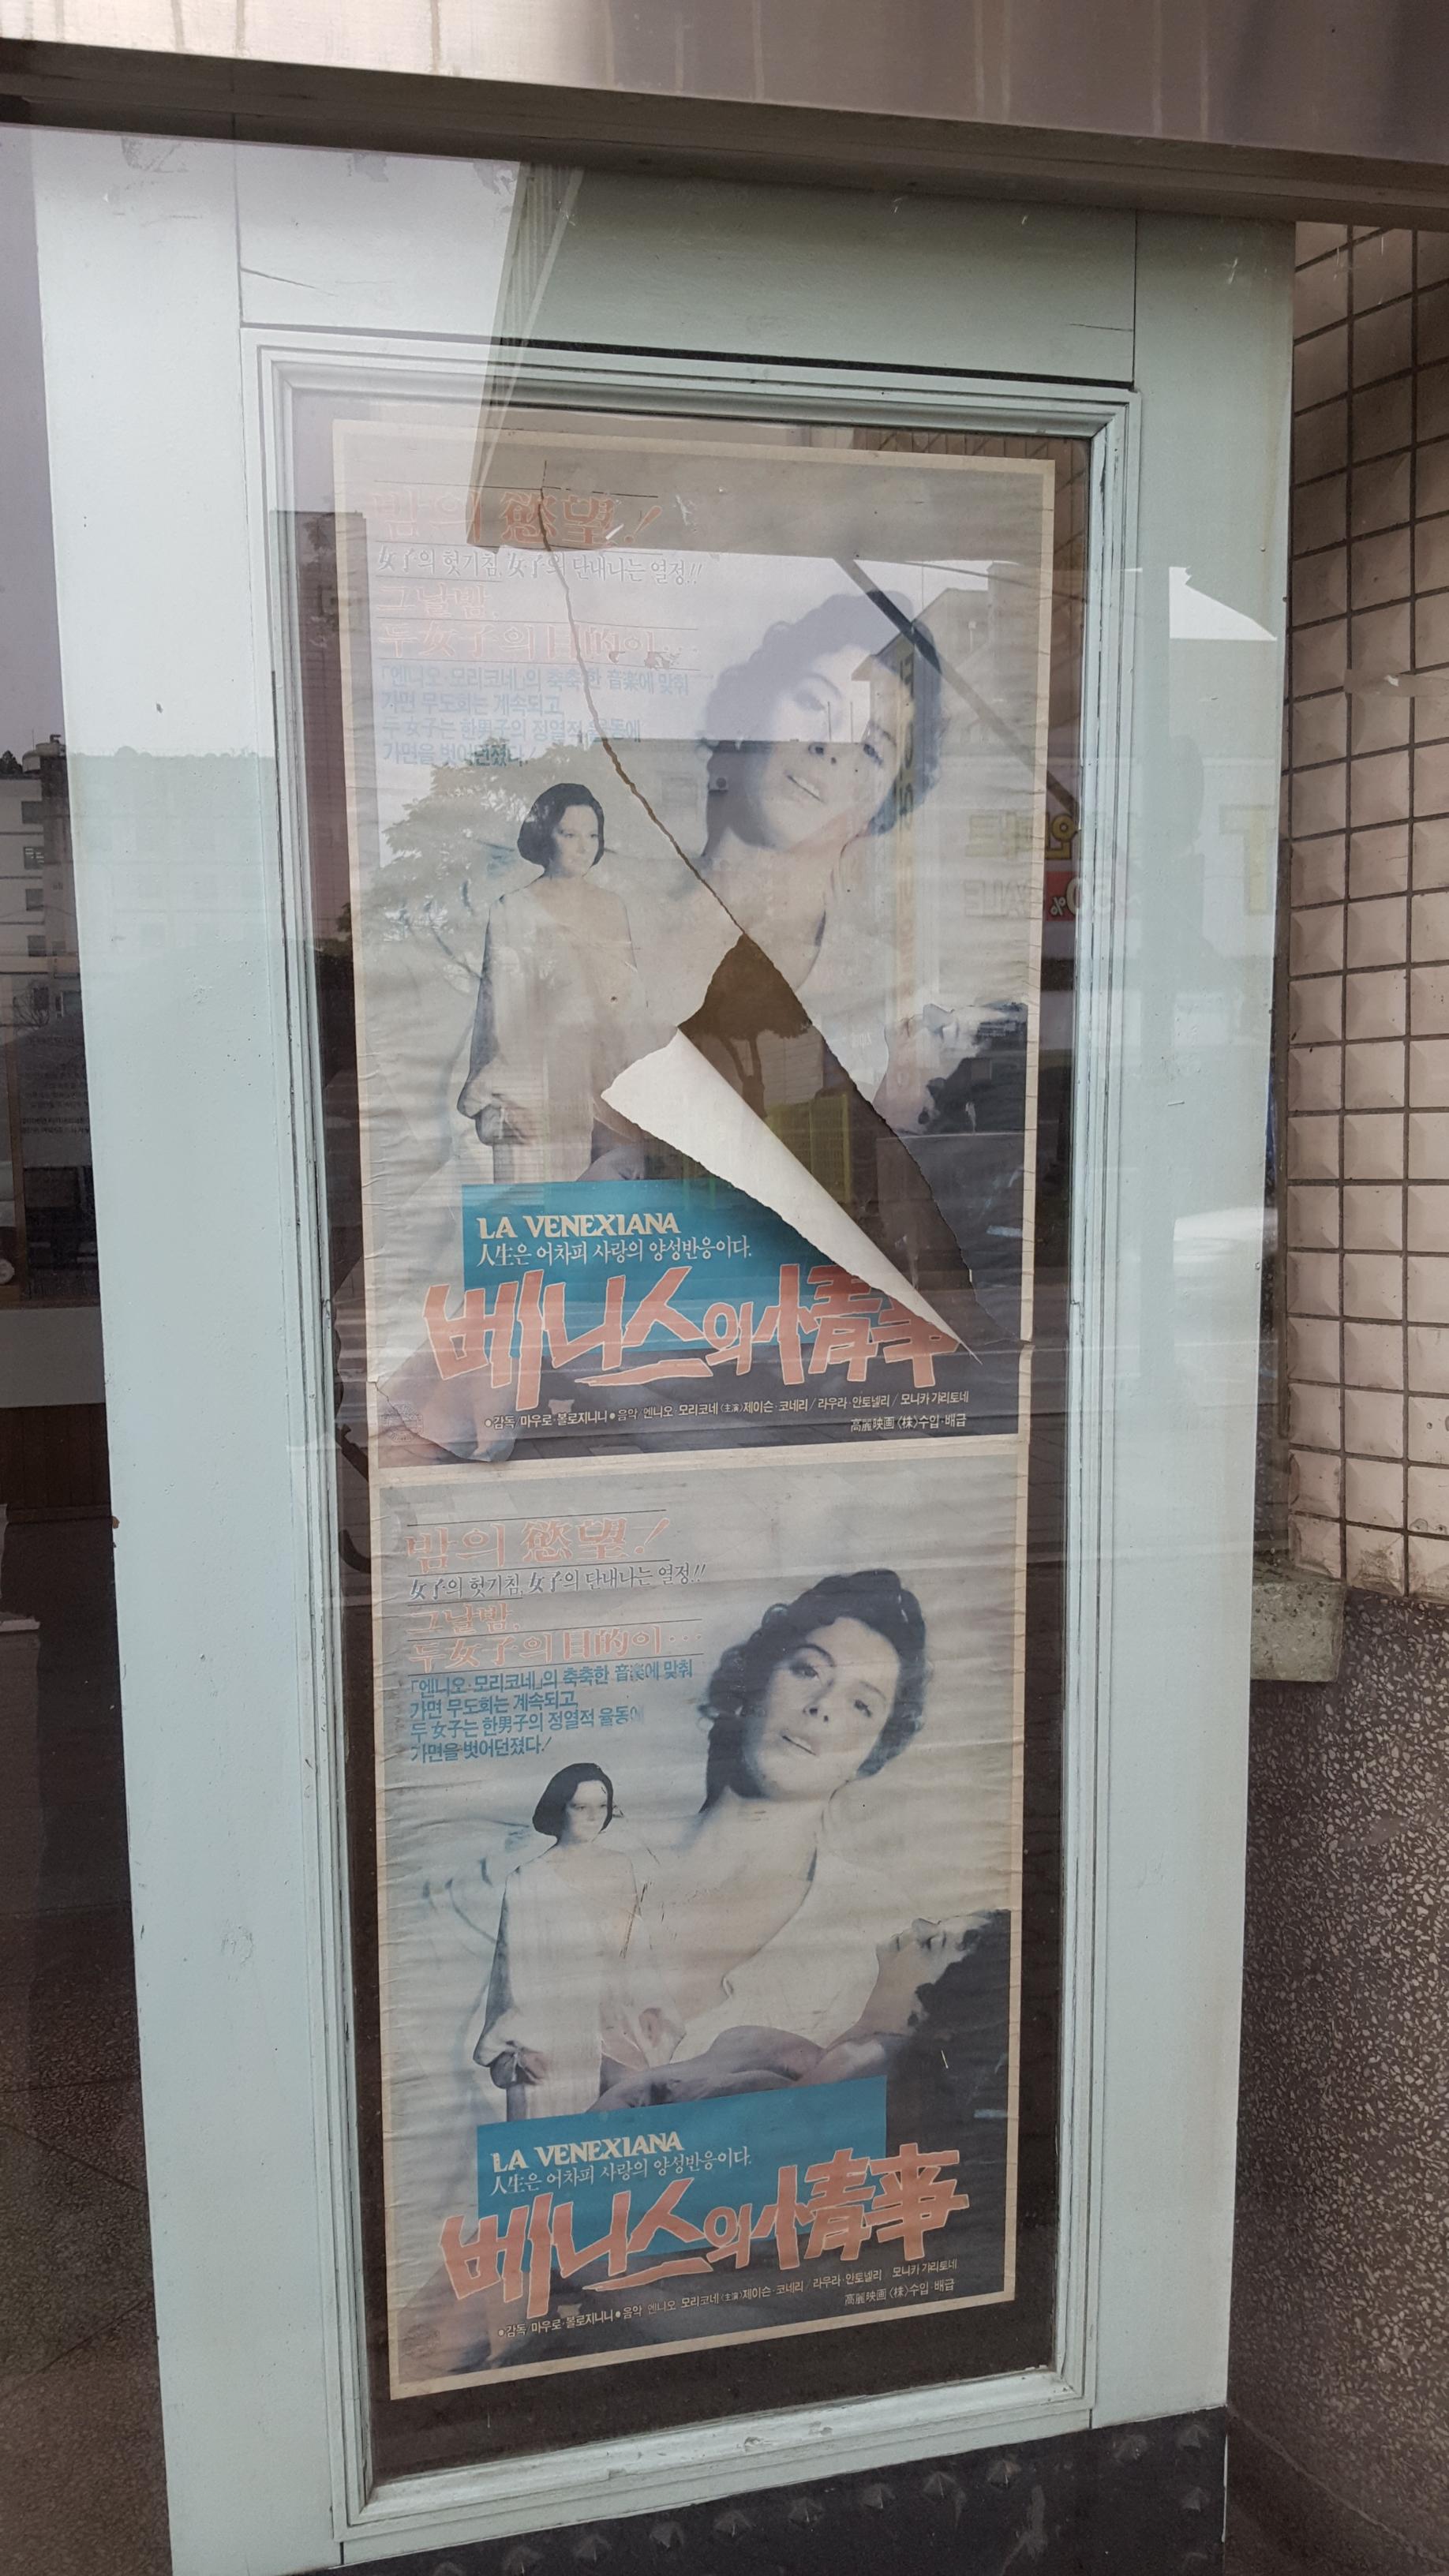 밤의 慾望!
女子의 헛기침, 女子의 단내나는 열정!!
그날밤,
두女子의 目的이…
「엔니오·모리코네」의 축축한 音楽에 맞춰
가면 무도회는 계속되고,
두 女子는 한男子의 정열적 율동에
가면을 벗어던졌다!
LA VENEXIANA
人生은 어차피 사랑의 양성반응이다.
베니스의 情事
●감독/마우로·볼로지니니 ●음악/엔니오·모리코네 〈主演〉제이슨·코네리 / 라우라·안토넬리 / 모니카 가리토네
高麗映画〈株〉수입·배급
밤의 慾望!
女子의 헛기침, 女子의 단내나는 열정!!
그날밤,
두女子의 目的이…
「엔니오·모리코네」의 축축한 音楽에 맞춰
가면 무도회는 계속되고,
두 女子는 한男子의 정열적 율동에
가면을 벗어던졌다!
LA VENEXIANA
人生은 어차피 사랑의 양성반응이다.
베니스의 情事
●감독/마우로·볼로지니니 ●음악/엔니오·모리코네 〈主演〉제이슨·코네리 / 라우라·안토넬리 / 모니카 가리토네
高麗映画〈株〉수입·배급